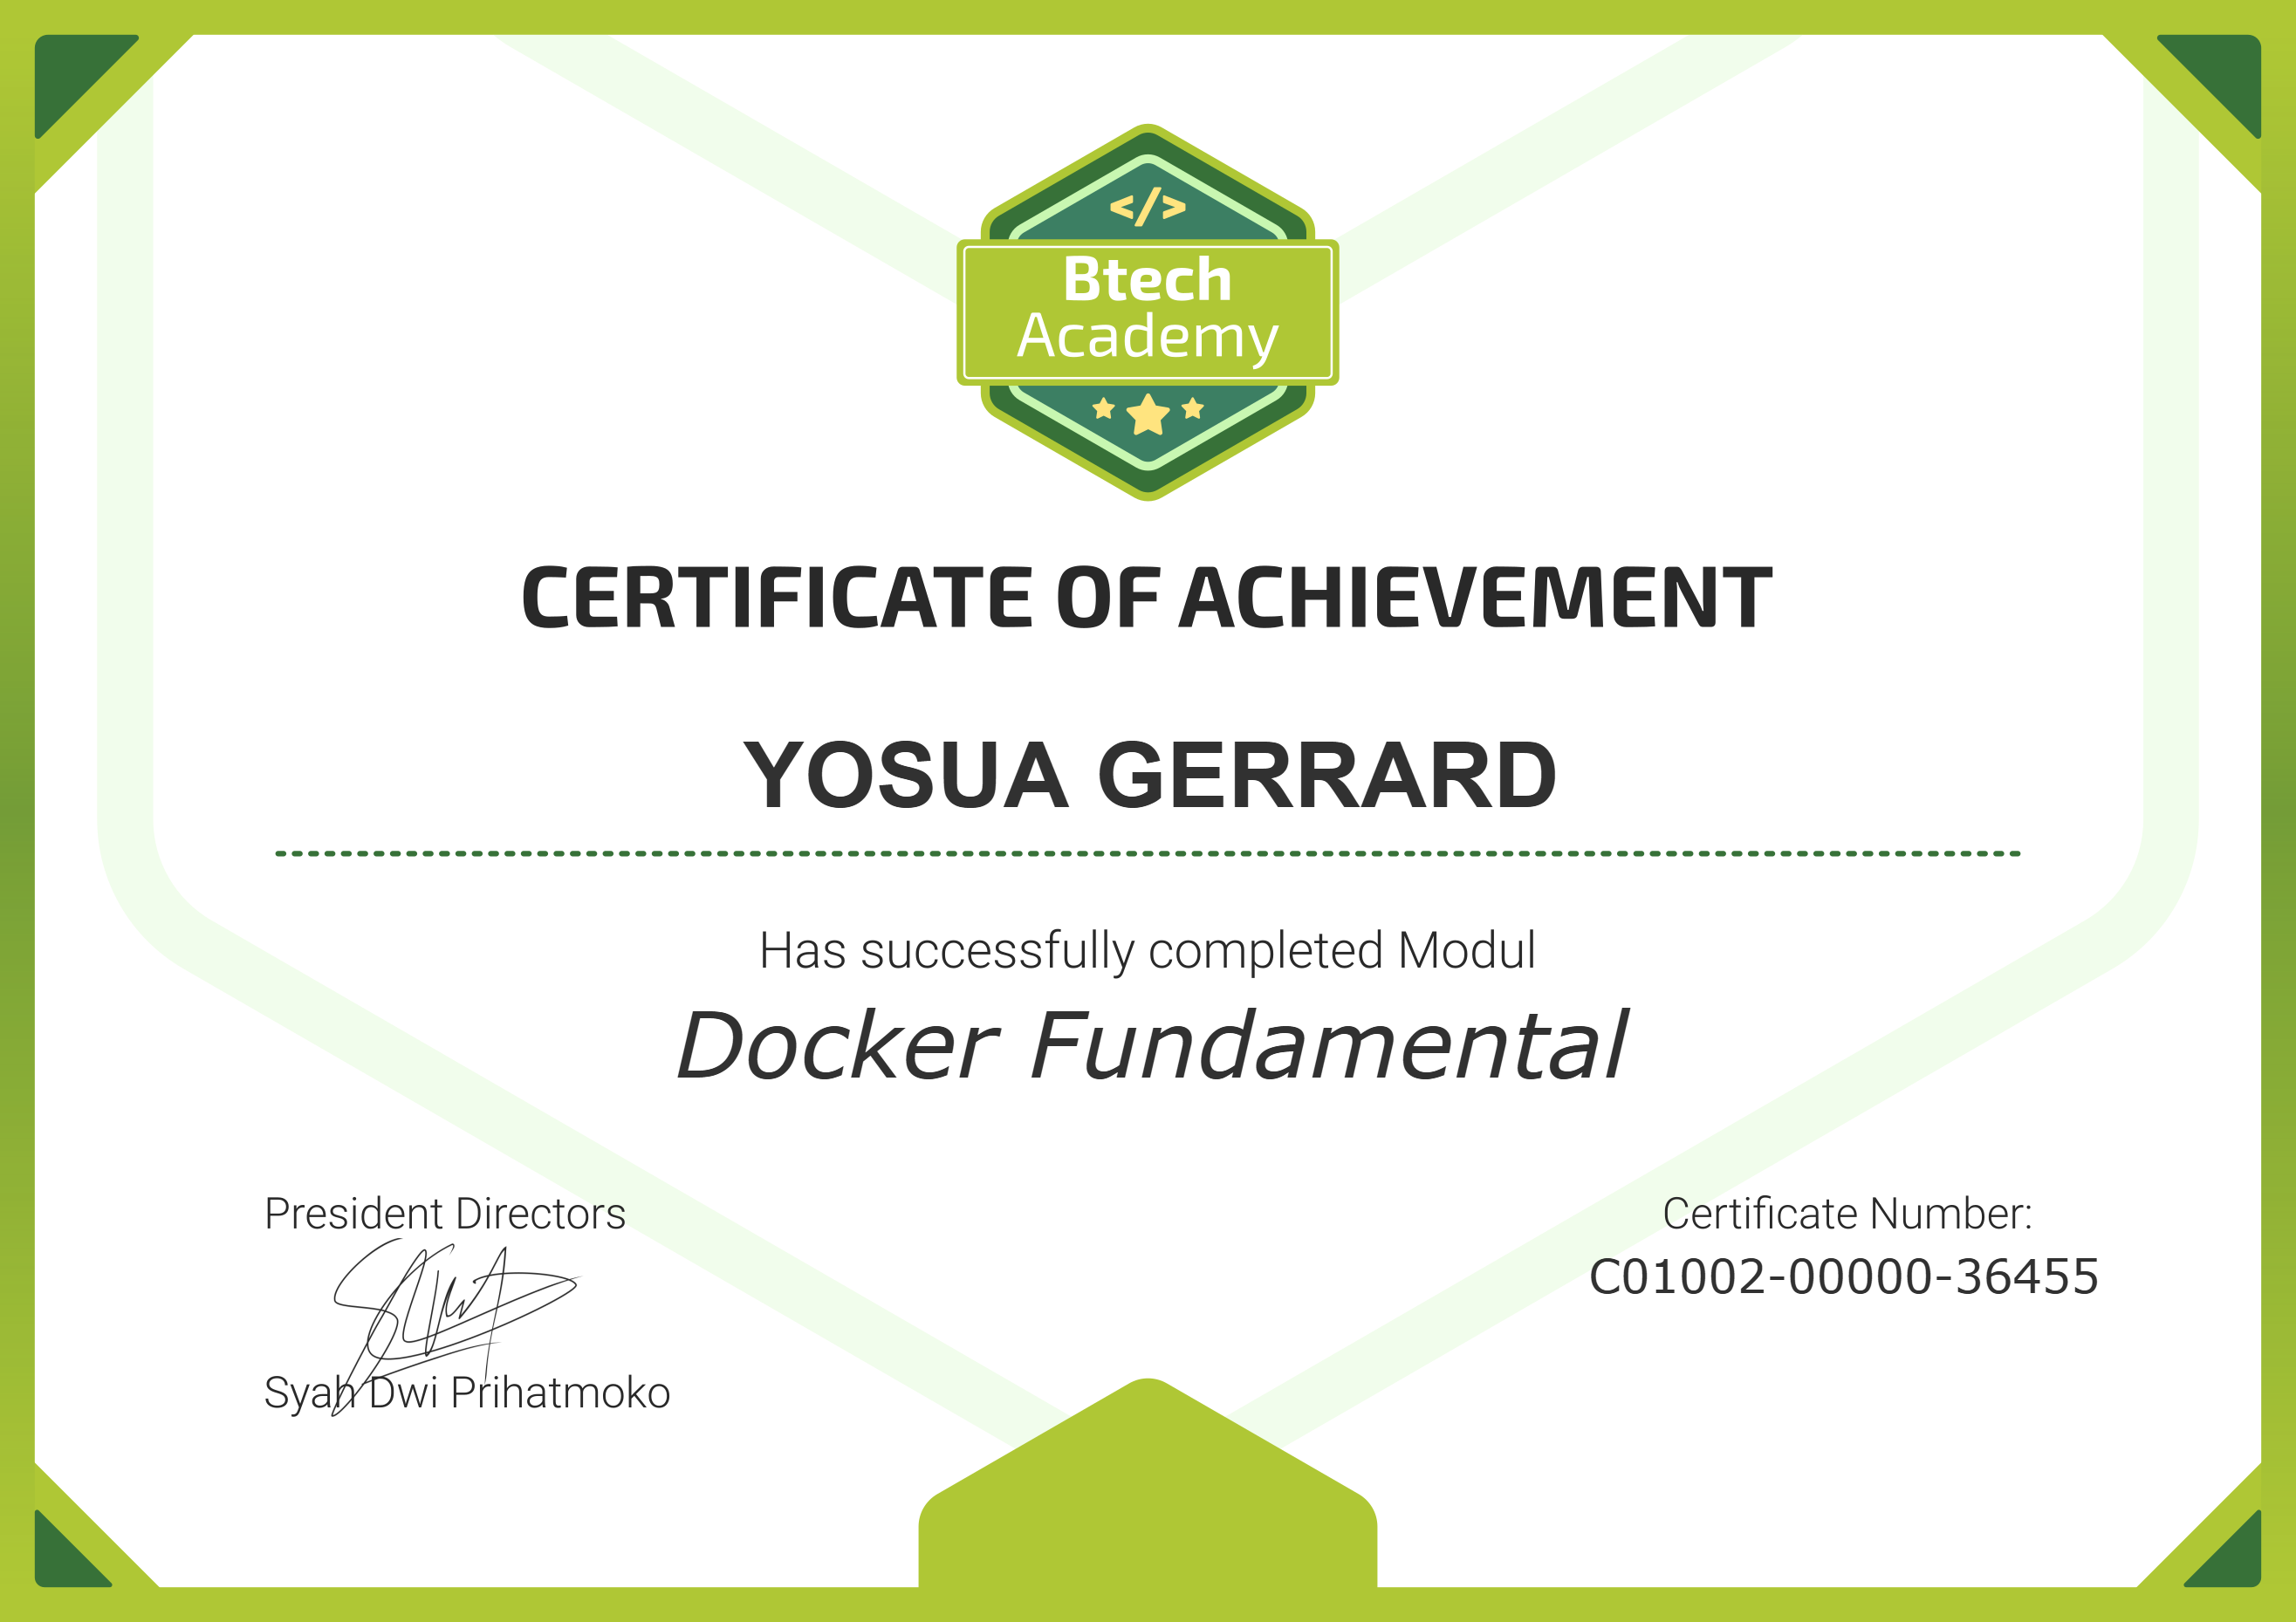 </>
Btech
Academy
CERTIFICATE OF ACHIEVEMENT
YOSUA GERRARD
Has successfully completed Modul
Docker Fundamental
President Directors
Syah Dwi Prihatmoko
Certificate Number:
C01002-00000-36455